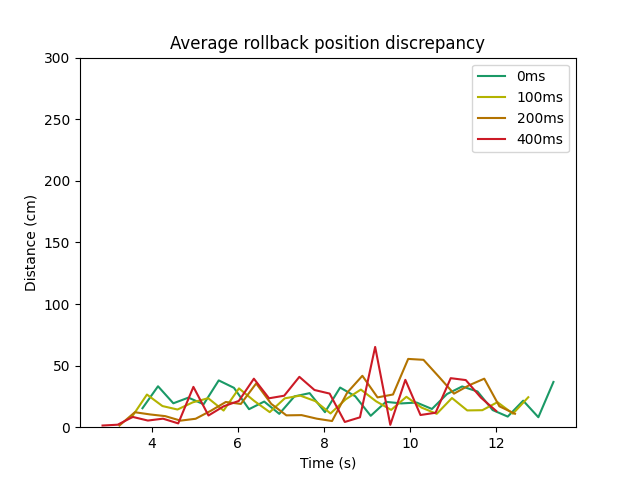 Average rollback position discrepancy
300
250
200
150
100
50
0
Distance (cm)
0ms
100ms
200ms
400ms
4
6
8
10
12
Time (s)